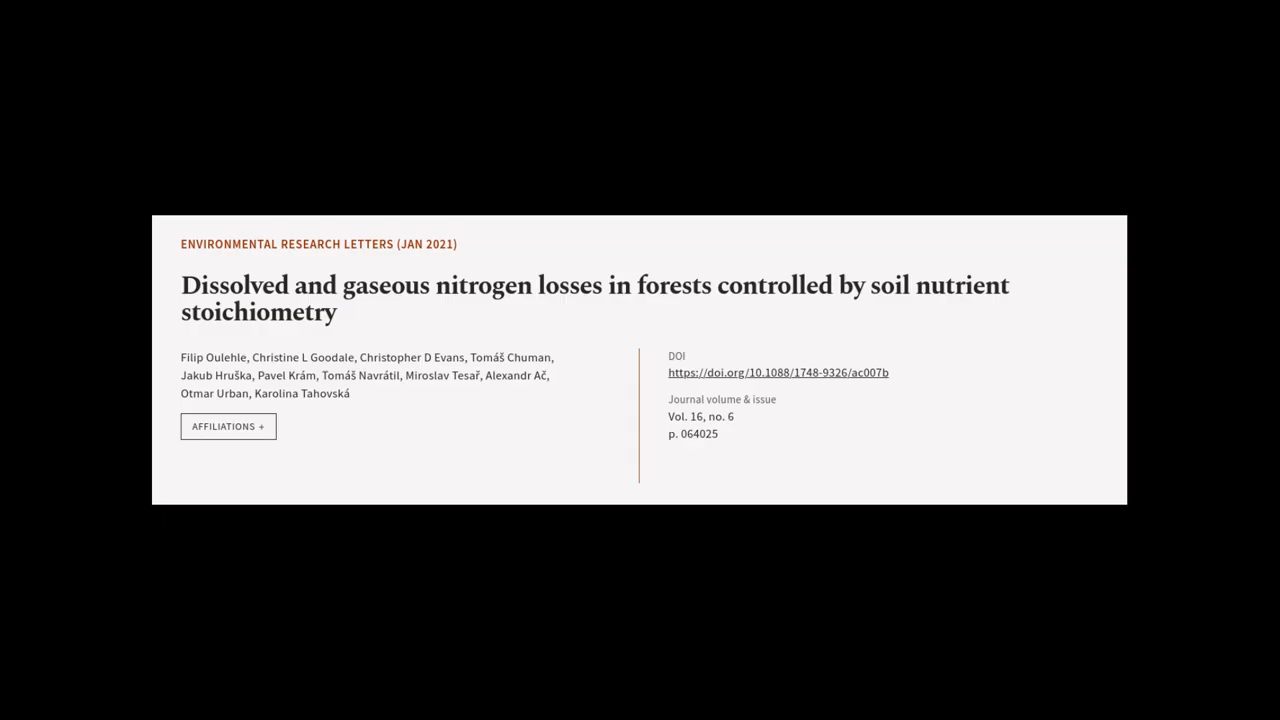 ENVIRONMENTAL RESEARCH LETTERS (JAN 2021)
Dissolved and gaseous nitrogen losses in forests controlled by soil nutrient
stoichiometry
Filip Oulehle, Christine L Goodale, Christopher D Evans, Tomáš Chuman,
Jakub Hruška, Pavel Krám, Tomáš Navrátil, Miroslav Tesař, Alexandr Ač,
Otmar Urban, Karolina Tahovská
AFFILIATIONS +
DOI
https://doi.org/10.1088/1748-9326/ac007b
Journal volume & issue
Vol. 16, no. 6
p. 064025